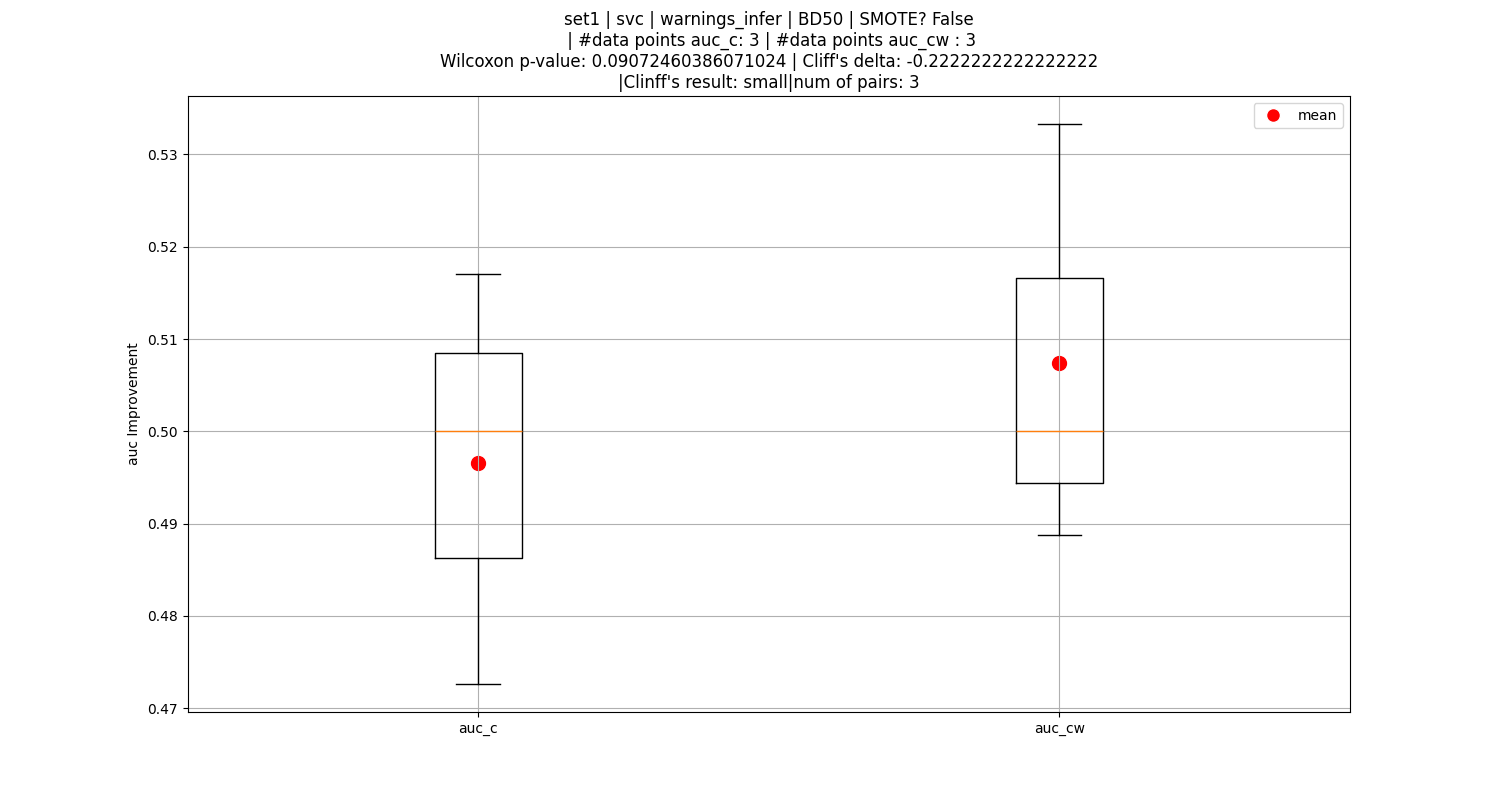 set1 | svc | warnings_infer | BD50 | SMOTE? False
| #data points auc_c: 3 | #data points auc_cw : 3
Wilcoxon p-value: 0.09072460386071024 | Cliff's delta: -0.2222222222222222
|Clinff's result: small|num of pairs: 3
mean
0.53
0.52
0.51
0.50
0.49
0.48
0.47
auc Improvement
auc_c
auc_cw